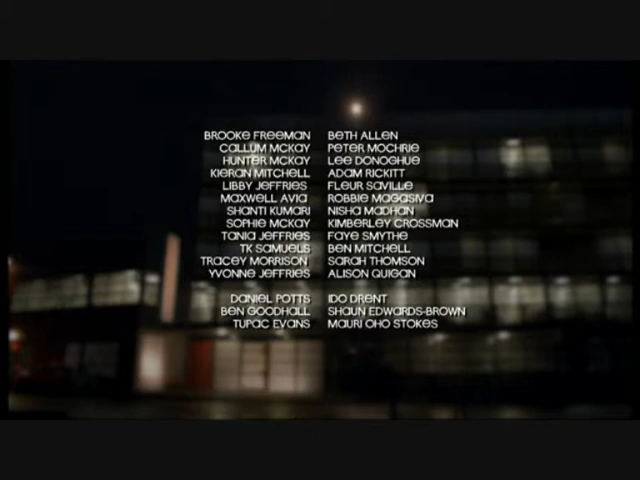 BROOKE FREEMAN BETH ALLEN
CALLUM MCKAY PETER MOCHRIE
HUNTER MCKAY LEE DONOGHUE
KIERAN MITCHELL ADAM RICKITT
LIBBY JEFFRIES FLEUR SAVILLE
MAXWELL AVIA ROBBIE MAGASIVA
SHANTI KUMARI NISHA MADHAN
SOPHIE MCKAY KIMBERLEY CROSSMAN
TANIA JEFFRIES FAYE SMYTHE
TK SAMUELS BEN MITCHELL
TRACEY MORRISON SARAH THOMSON
YVONNE JEFFRIES ALISON QUIGAN
DANIEL POTTS IDO DRENT
BEN GOODHALL SHAUN EDWARDS-BROWN
TUPAC EVANS MAURI OHO STOKES